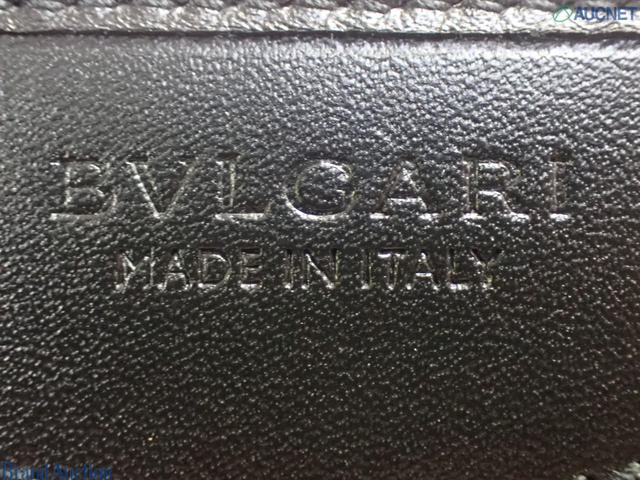 AUCNET
BVLGARI
MADE IN ITALY
Brand Auction